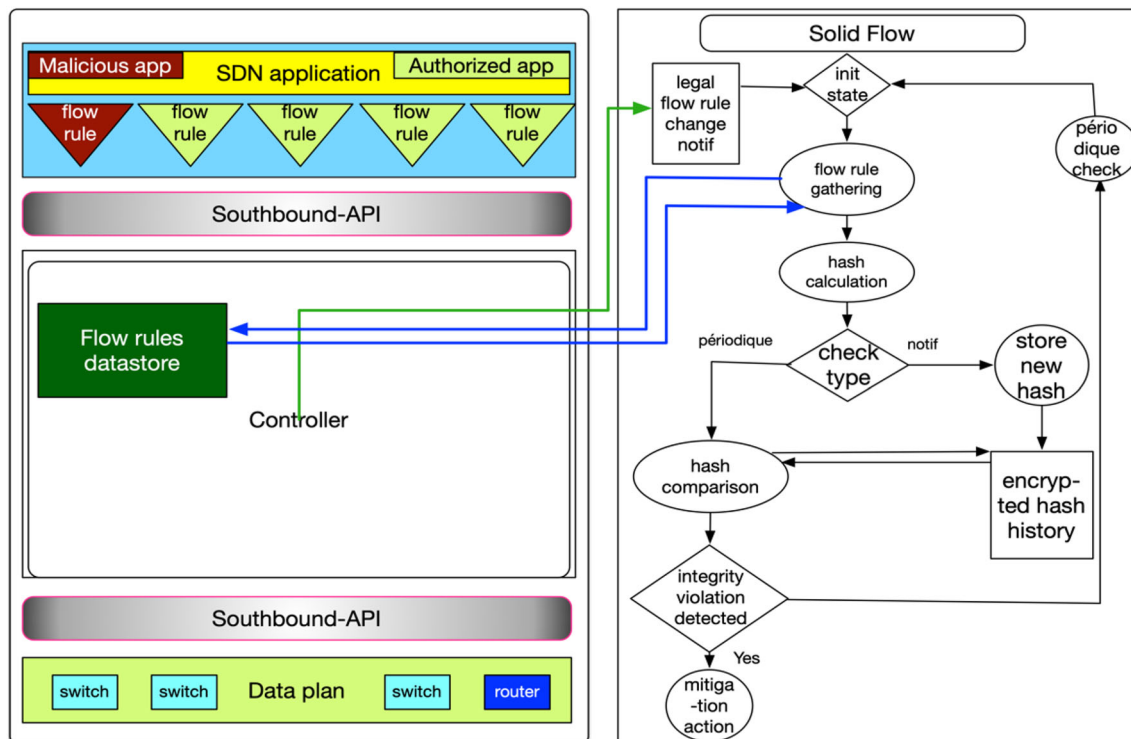 Malicious app
SDN application
Authorized app
flow
rule
flow
rule
flow
rule
flow
rule
flow
rule
Southbound-API
Flow rules
datastore
Controller
Southbound-API
switch
switch
Data plan
switch
router
Solid Flow
legal
flow rule
change
notif
init
state
pério
dique
check
flow rule
gathering
hash
calculation
périodique
check
type
notif
store
new
hash
hash
comparison
encryp-
ted hash
history
integrity
violation
detected
Yes
mitiga
-tion
action